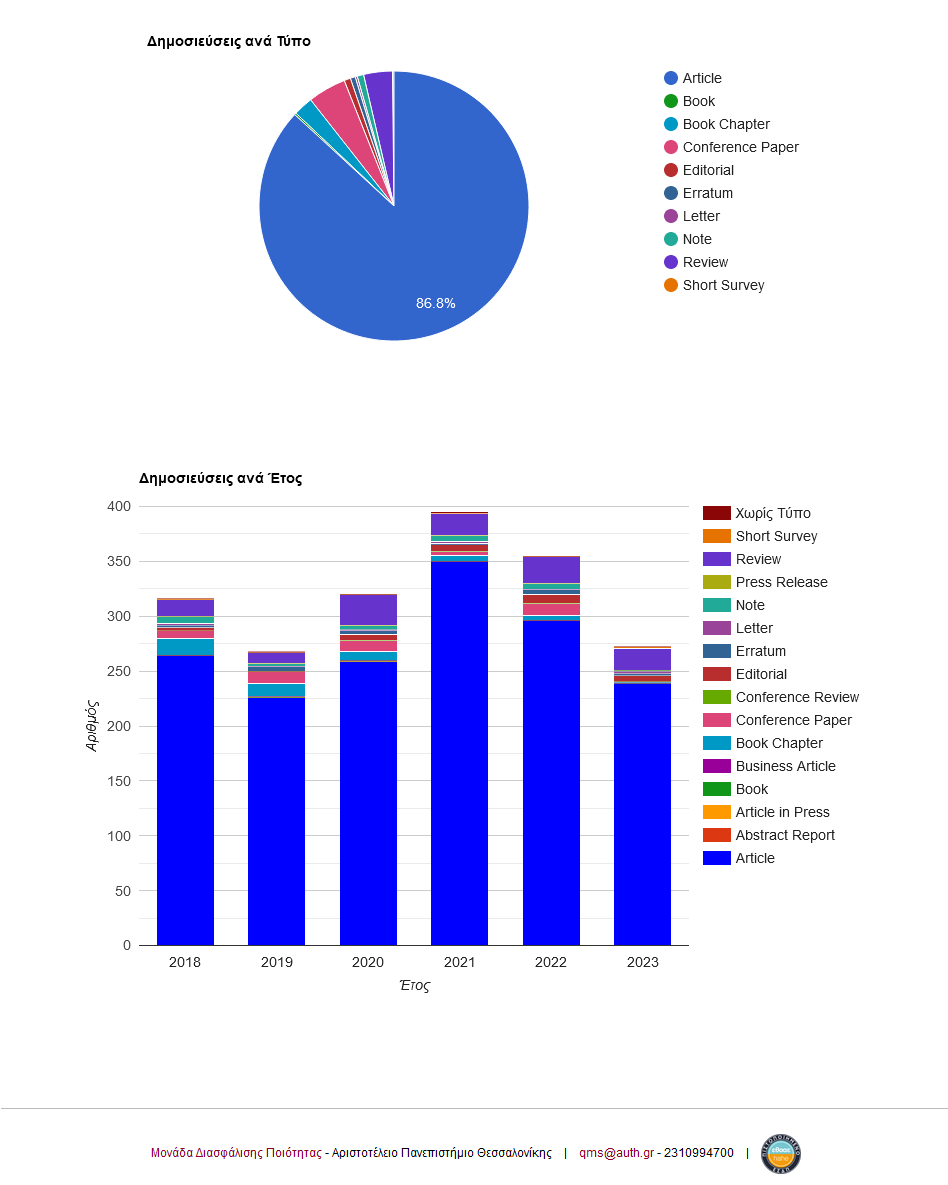 Δημοσιεύσεις ανά Τύπο
Article
Book
Book Chapter
Conference Paper
Editorial
Erratum
Letter
Note
Review
Short Survey
86.8%
Δημοσιεύσεις ανά Έτος
400
350
300
250
200
150
100
50
0
Αριθμός
2018 2019 2020 2021 2022 2023
Έτος
Χωρίς Τύπο
Short Survey
Review
Press Release
Note
Letter
Erratum
Editorial
Conference Review
Conference Paper
Book Chapter
Business Article
Book
Article in Press
Abstract Report
Article
Μονάδα Διασφάλισης Ποιότητας - Αριστοτέλειο Πανεπιστήμιο Θεσσαλονίκης | qms@auth.gr - 2310994700 |